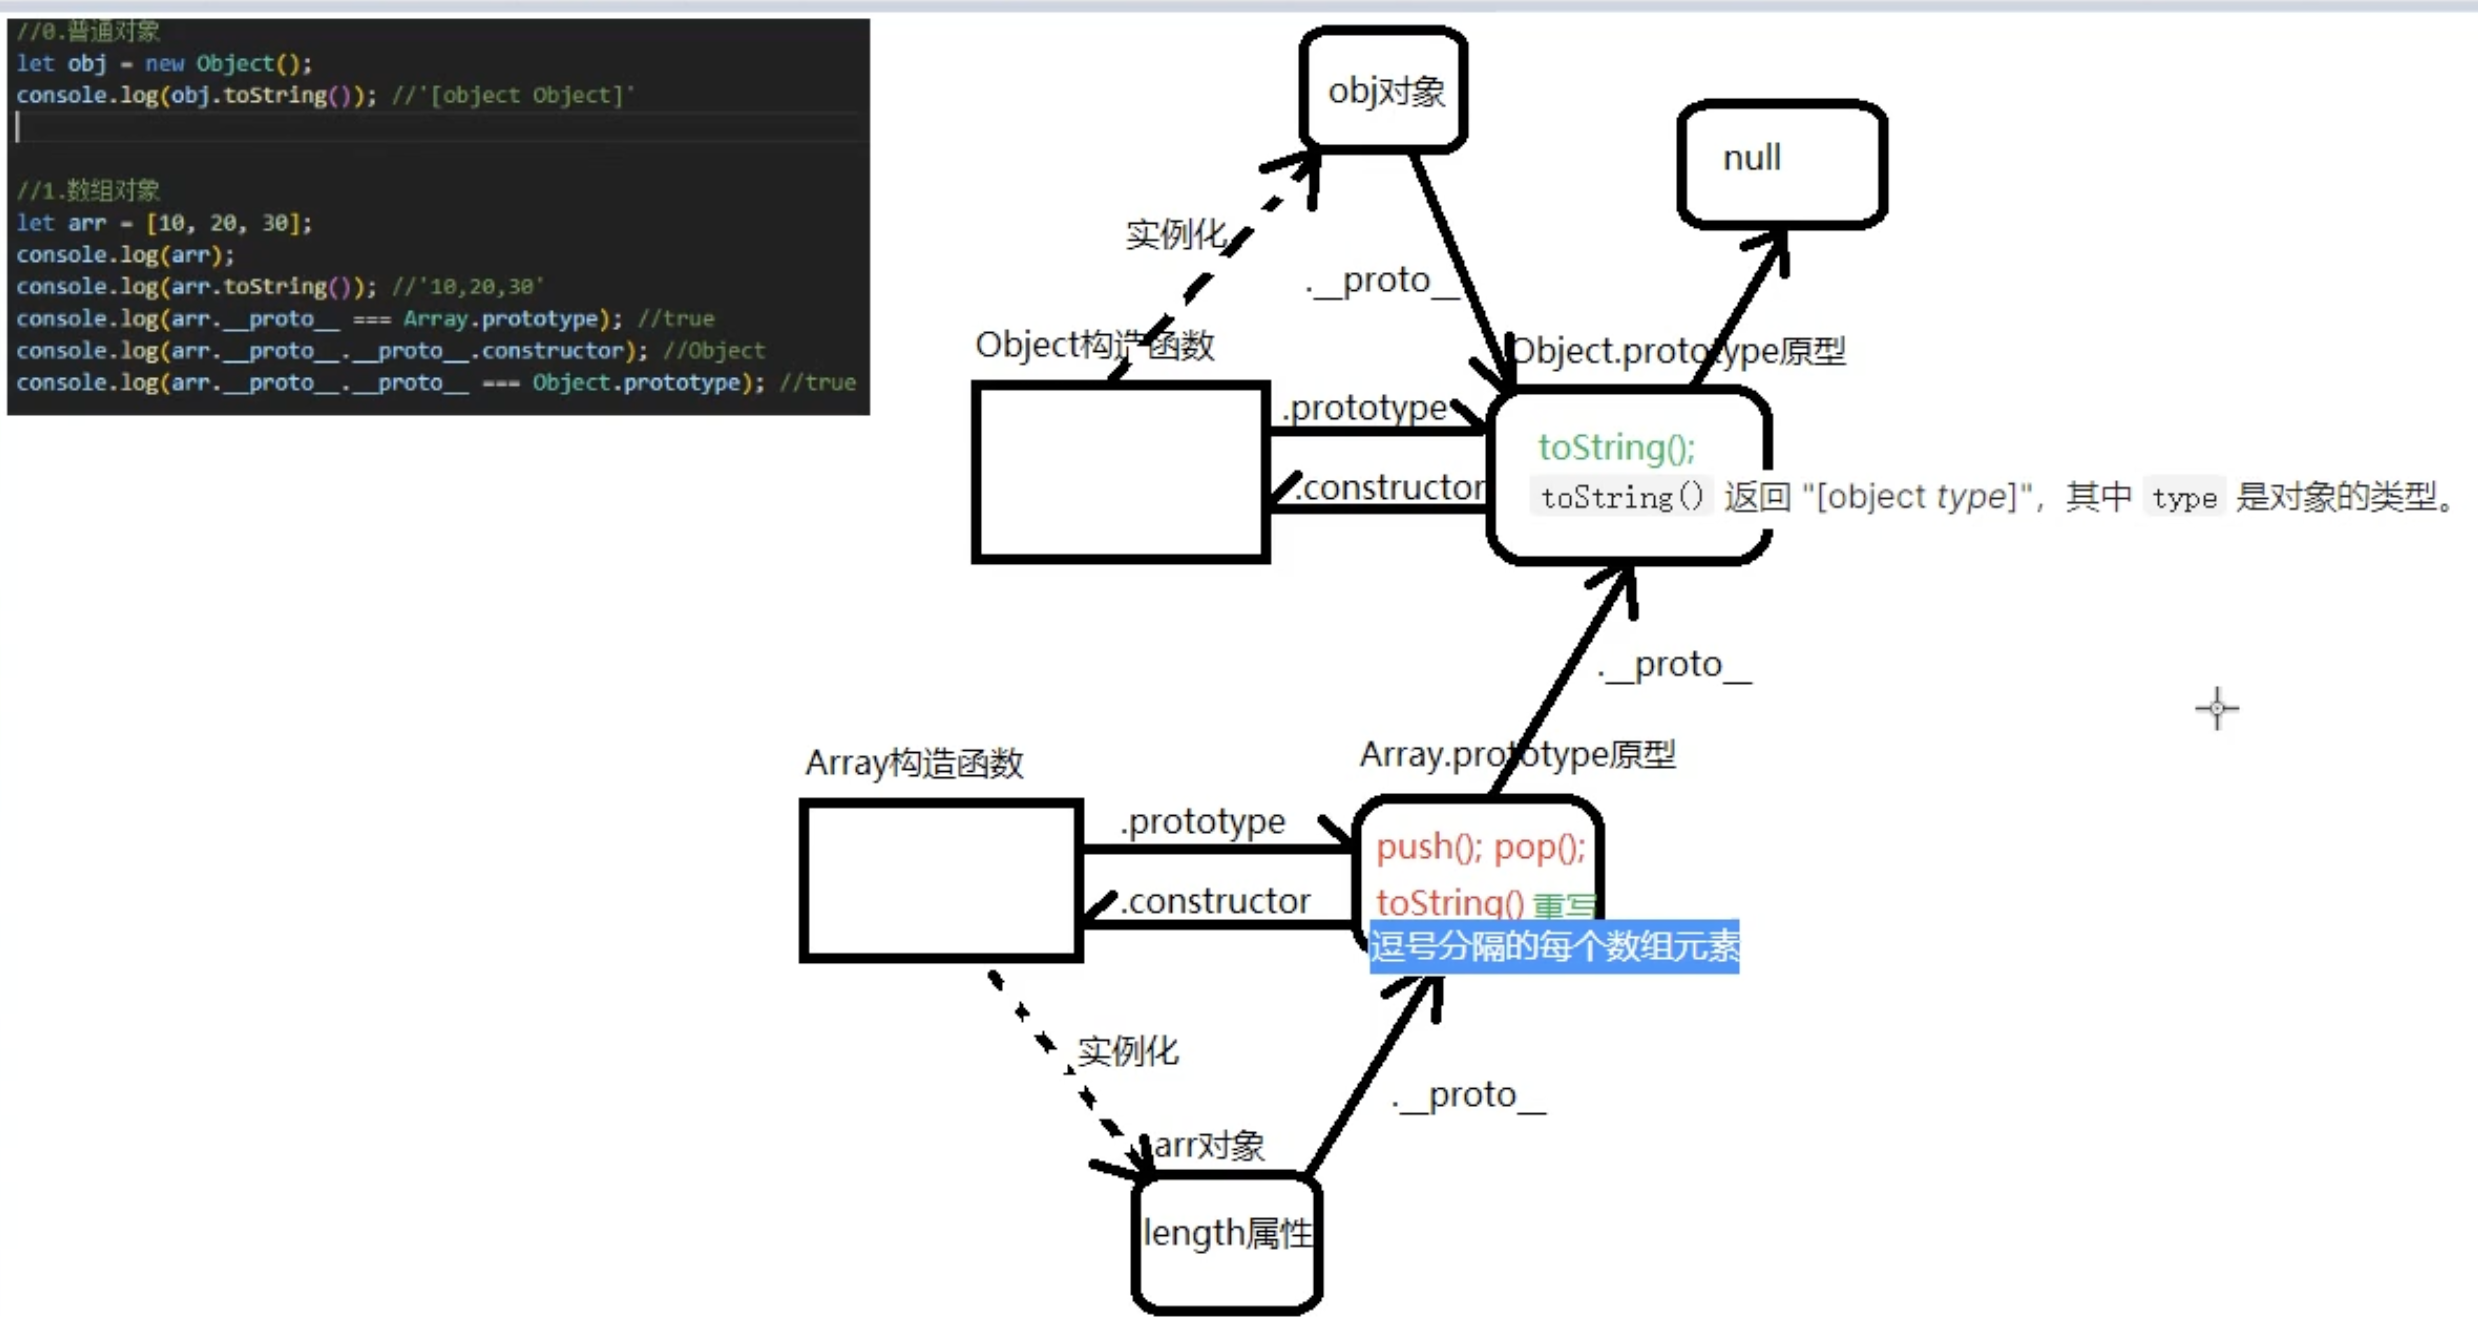 //0.普通对象
let obj = new Object();
console.log(obj.toString()); //'[object Object]'
//1.数组对象
let arr = [10, 20, 30];
console.log(arr);
console.log(arr.toString()); //'10,20,30'
console.log(arr.__proto__ === Array.prototype); //true
console.log(arr.__proto__.__proto__.constructor); //Object
console.log(arr.__proto__.__proto__ === Object.prototype); //true
obj对象
null
实例化
.__proto__
Object构造函数
Object.prototype原型
.prototype
toString();
.constructor
toString() 返回 "[object type]"，其中 type 是对象的类型。
.__proto__
Array构造函数
Array.prototype原型
.prototype
push(); pop();
.constructor
toString() 重写
逗号分隔的每个数组元素
实例化
.__proto__
arr对象
length属性